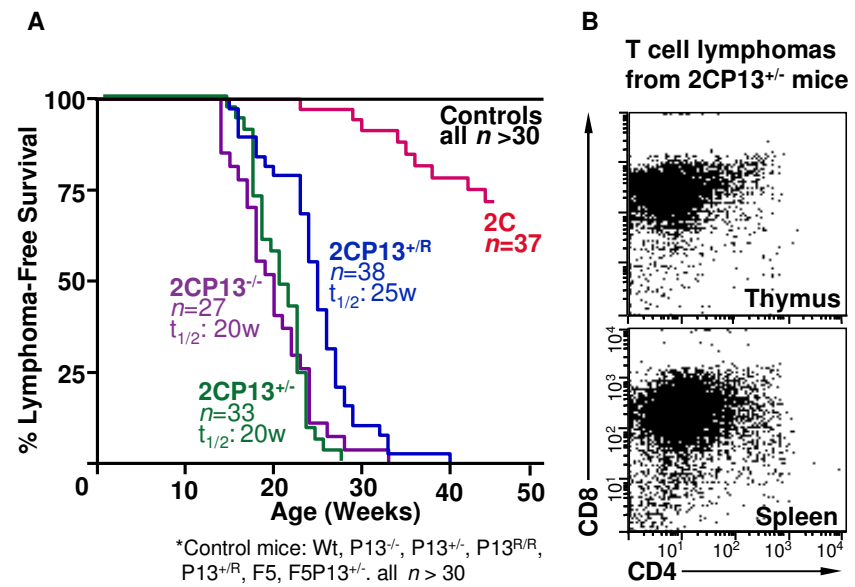 A
% Lymphoma-Free Survival
100
75
50
25
0
10
20
30
40
50
Age (Weeks)
Controls
all n >30
2C
n=37
2CP13+/R
n=38
t1/2: 25w
2CP13-/-
n=27
t1/2: 20w
2CP13+/-
n=33
t1/2: 20w
*Control mice: Wt, P13-/-, P13+/-, P13R/R,
P13+/R, F5, F5P13+/-. all n > 30
B
T cell lymphomas
from 2CP13+/- mice
Thymus
104
103
102
101
Spleen
101 102 103 104
CD8
CD4